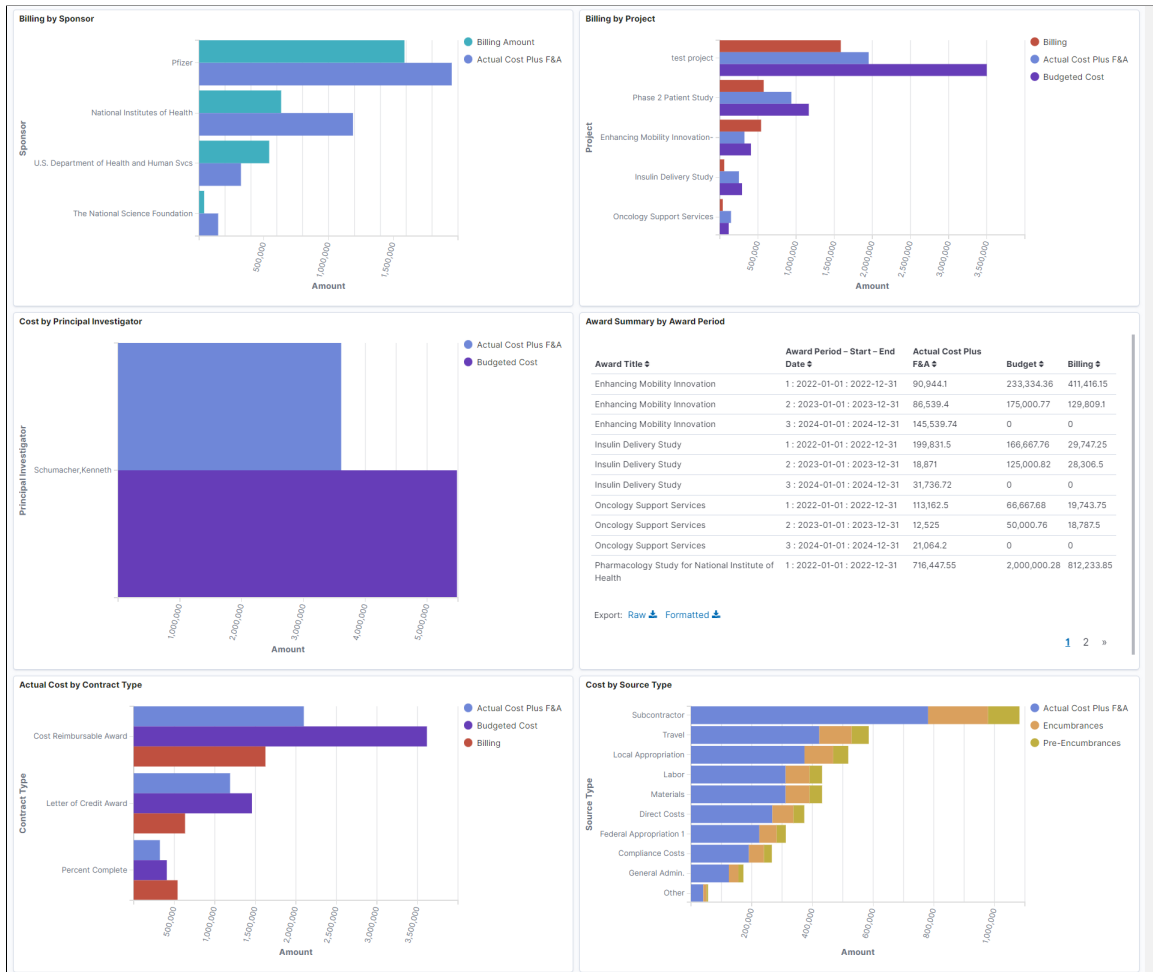 Billing by Sponsor
Billing Amount
Actual Cost Plus F&A
Pfizer
National Institutes of Health
U.S. Department of Health and Human Svcs
The National Science Foundation
Sponsor
500,000
1,000,000
1,500,000
Amount
Billing by Project
Billing
Actual Cost Plus F&A
Budgeted Cost
test project
Phase 2 Patient Study
Enhancing Mobility Innovation-
Insulin Delivery Study
Oncology Support Services
Project
500,000
1,000,000
1,500,000
2,000,000
2,500,000
3,000,000
3,500,000
Amount
Cost by Principal Investigator
Actual Cost Plus F&A
Budgeted Cost
Schumacher,Kenneth
Principal Investigator
1,000,000
2,000,000
3,000,000
4,000,000
5,000,000
Amount
Award Summary by Award Period
Award Title Award Period – Start – End Date Actual Cost Plus F&A Budget Billing
Enhancing Mobility Innovation 1 : 2022-01-01 : 2022-12-31 90,944.1 233,334.36 411,416.15
Enhancing Mobility Innovation 2 : 2023-01-01 : 2023-12-31 86,539.4 175,000.77 129,809.1
Enhancing Mobility Innovation 3 : 2024-01-01 : 2024-12-31 145,539.74 0 0
Insulin Delivery Study 1 : 2022-01-01 : 2022-12-31 199,831.5 166,667.76 29,747.25
Insulin Delivery Study 2 : 2023-01-01 : 2023-12-31 18,871 125,000.82 28,306.5
Insulin Delivery Study 3 : 2024-01-01 : 2024-12-31 31,736.72 0 0
Oncology Support Services 1 : 2022-01-01 : 2022-12-31 113,162.5 66,667.68 19,743.75
Oncology Support Services 2 : 2023-01-01 : 2023-12-31 12,525 50,000.76 18,787.5
Oncology Support Services 3 : 2024-01-01 : 2024-12-31 21,064.2 0 0
Pharmacology Study for National Institute of Health 1 : 2022-01-01 : 2022-12-31 716,447.55 2,000,000.28 812,233.85
Export: Raw Formatted
1 2 »
Actual Cost by Contract Type
Actual Cost Plus F&A
Budgeted Cost
Billing
Cost Reimbursable Award
Letter of Credit Award
Percent Complete
Contract Type
500,000
1,000,000
1,500,000
2,000,000
2,500,000
3,000,000
3,500,000
Amount
Cost by Source Type
Actual Cost Plus F&A
Encumbrances
Pre-Encumbrances
Subcontractor
Travel
Local Appropriation
Labor
Materials
Direct Costs
Federal Appropriation 1
Compliance Costs
General Admin.
Other
Source Type
200,000
400,000
600,000
800,000
1,000,000
Amount